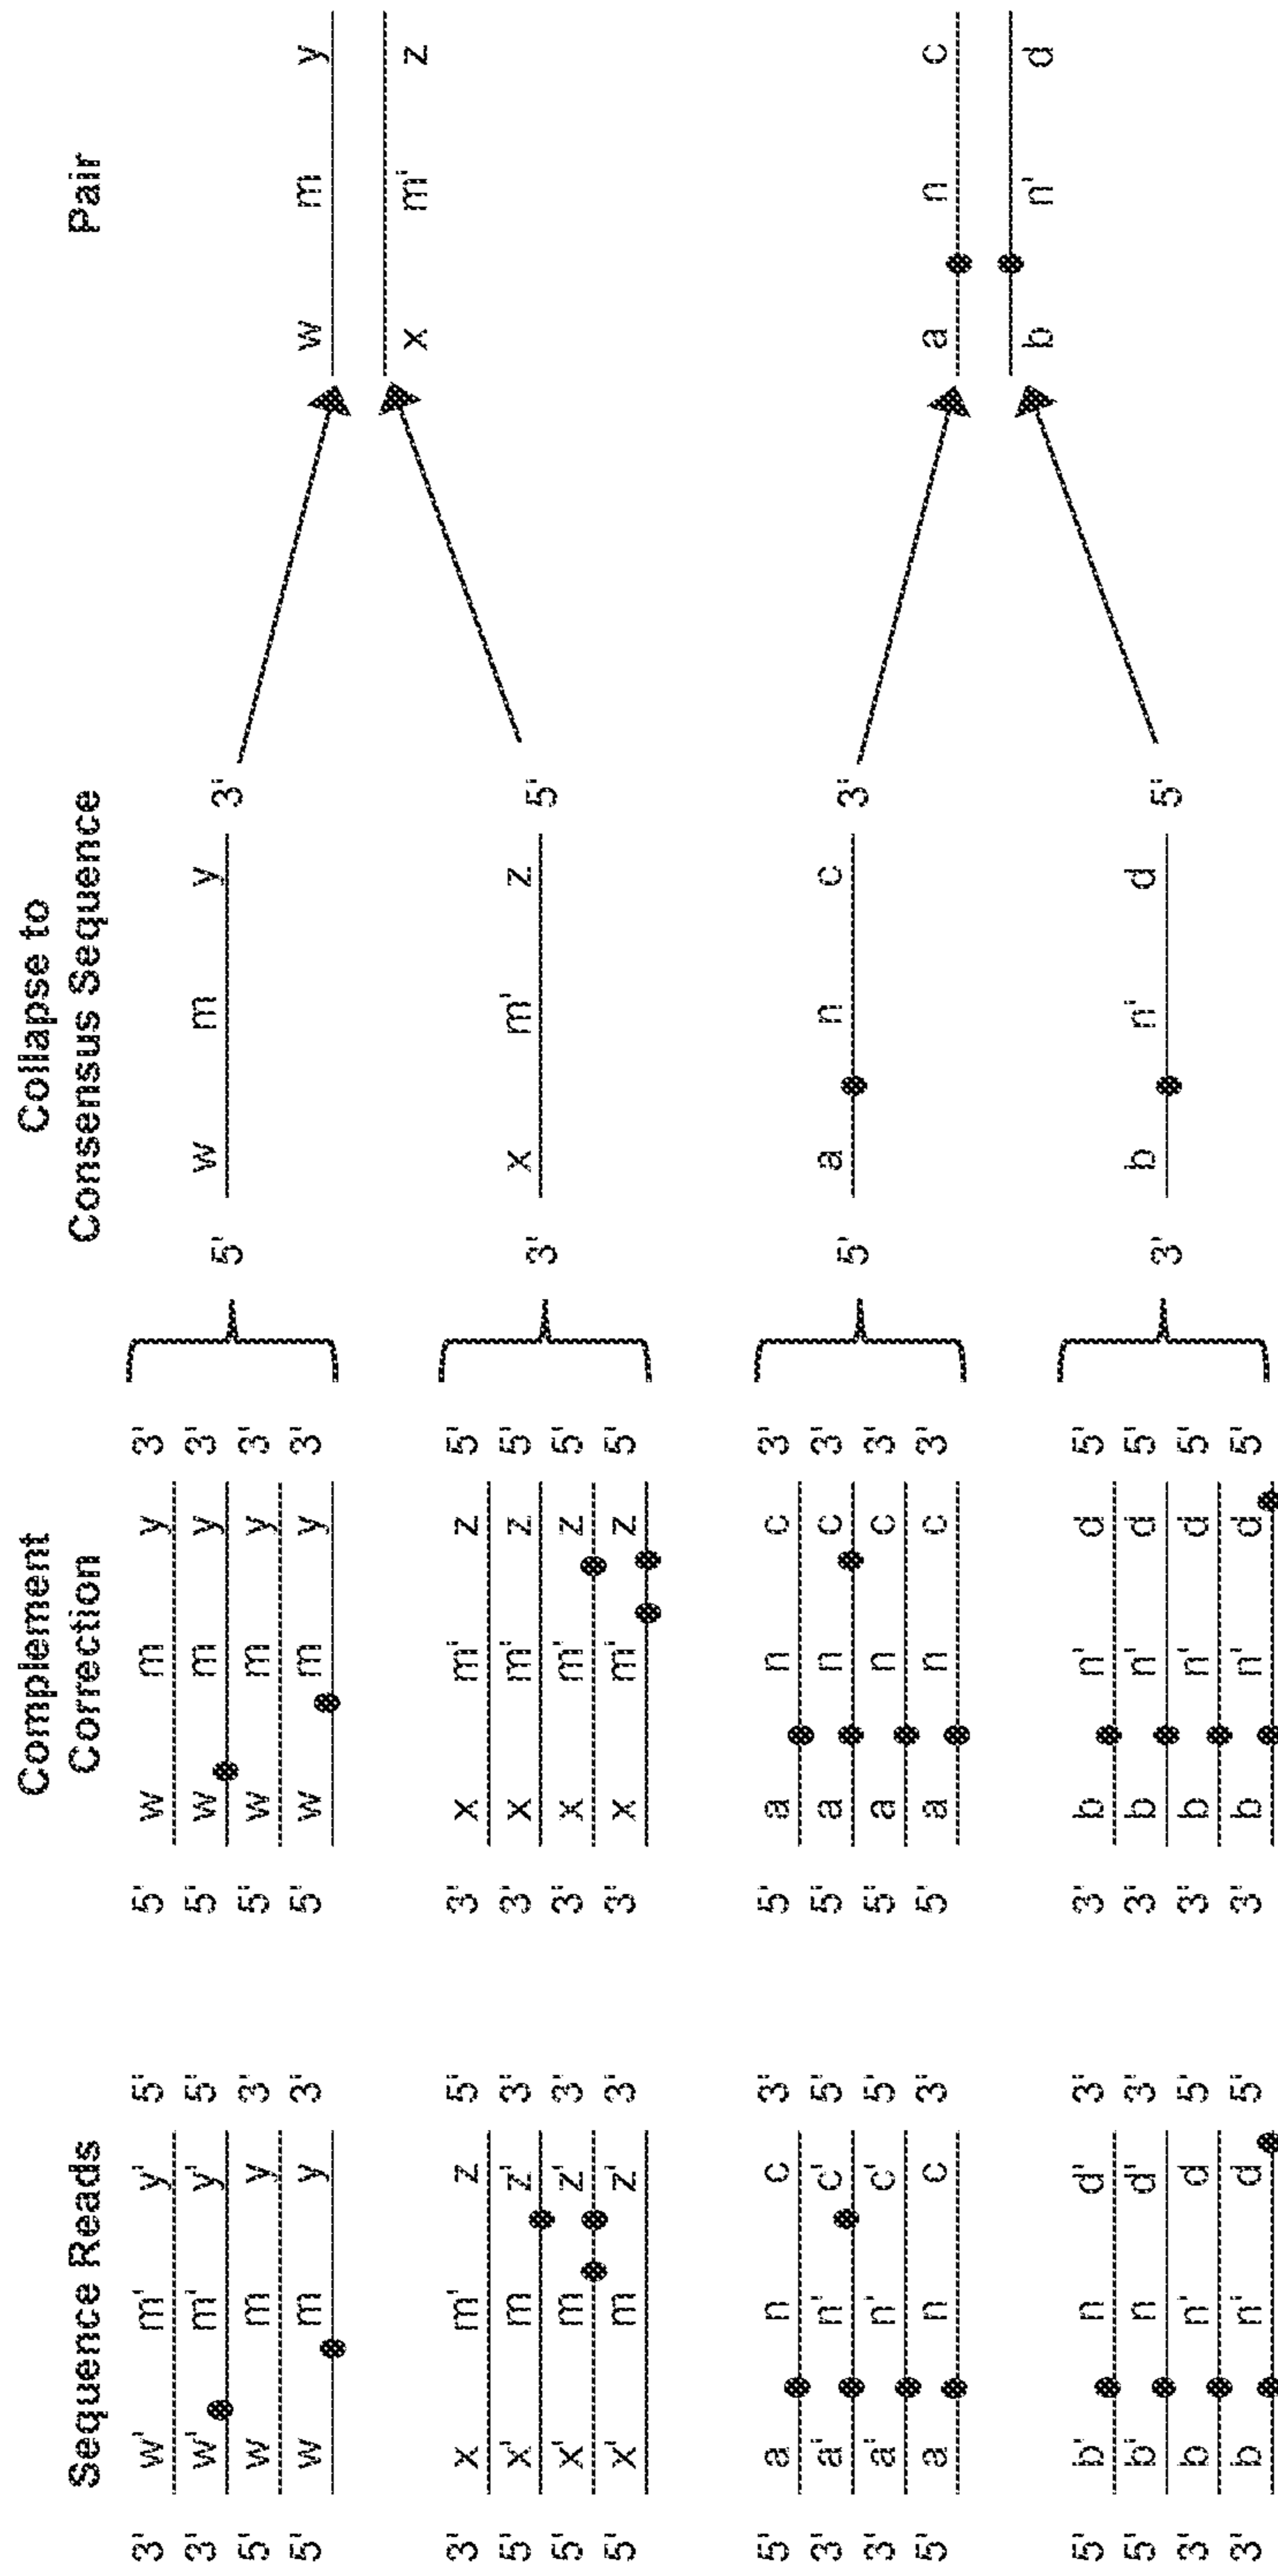 Sequence Reads
3' w' m' y' 5'
3' w' m' y' 5'
5' w m y 3'
5' w m y 3'
3' x m' z 5'
5' x' m z' 3'
5' x' m z' 3'
5' x' m z' 3'
5' a n c 3'
3' a' n' c' 5'
3' a' n' c' 5'
5' a n c 3'
5' b' n d' 3'
5' b' n d' 3'
3' b n' d 5'
3' b n' d 5'
Complement
Correction
5' w m y 3'
5' w m y 3'
5' w m y 3'
5' w m y 3'
3' x m' z 5'
3' x m' z 5'
3' x m' z 5'
3' x m' z 5'
5' a n c 3'
5' a n c 3'
5' a n c 3'
5' a n c 3'
3' b n' d 5'
3' b n' d 5'
3' b n' d 5'
3' b n' d 5'
Collapse to
Consensus Sequence
5' w m y 3'
3' x m' z 5'
5' a n c 3'
3' b n' d 5'
Pair
w m y
x m' z
a n c
b n' d